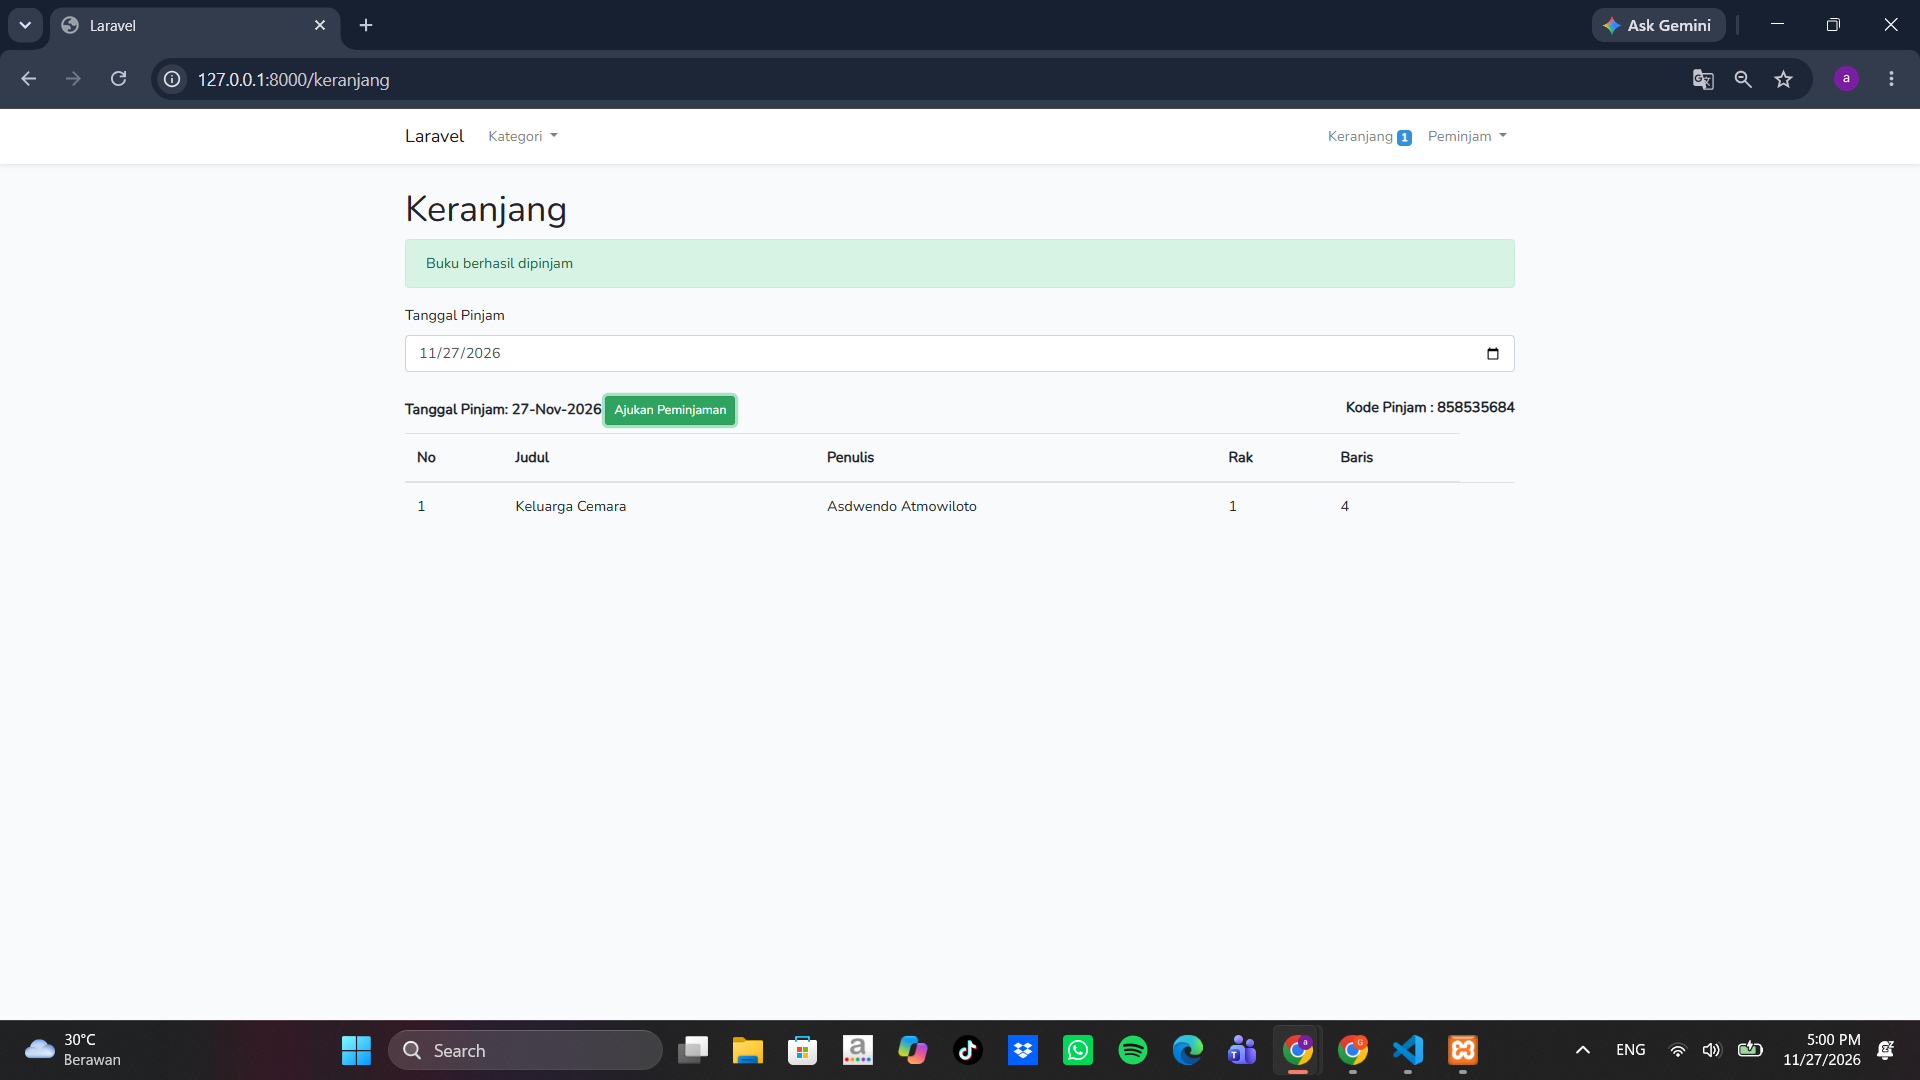 Laravel
Ask Gemini
127.0.0.1:8000/keranjang
a
Laravel Kategori Keranjang 1 Peminjam
Keranjang
Buku berhasil dipinjam
Tanggal Pinjam
11/27/2026
Tanggal Pinjam: 27-Nov-2026 Ajukan Peminjaman Kode Pinjam : 858535684
No Judul Penulis Rak Baris
1 Keluarga Cemara Asdwendo Atmowiloto 1 4
30°C
Berawan
Search
ENG
5:00 PM
11/27/2026